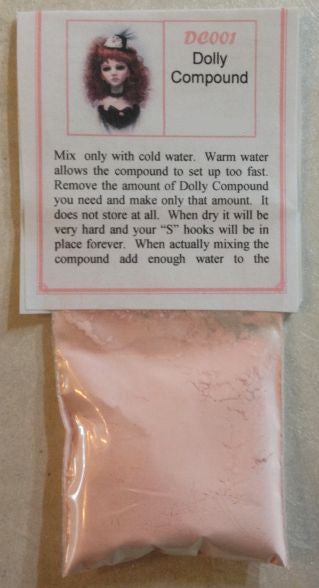 DC001
Dolly
Compound
Mix only with cold water. Warm water
allows the compound to set up too fast.
Remove the amount of Dolly Compound
you need and make only that amount. It
does not store at all. When dry it will be
very hard and your "S" hooks will be in
place forever. When actually mixing the
compound add enough water to the